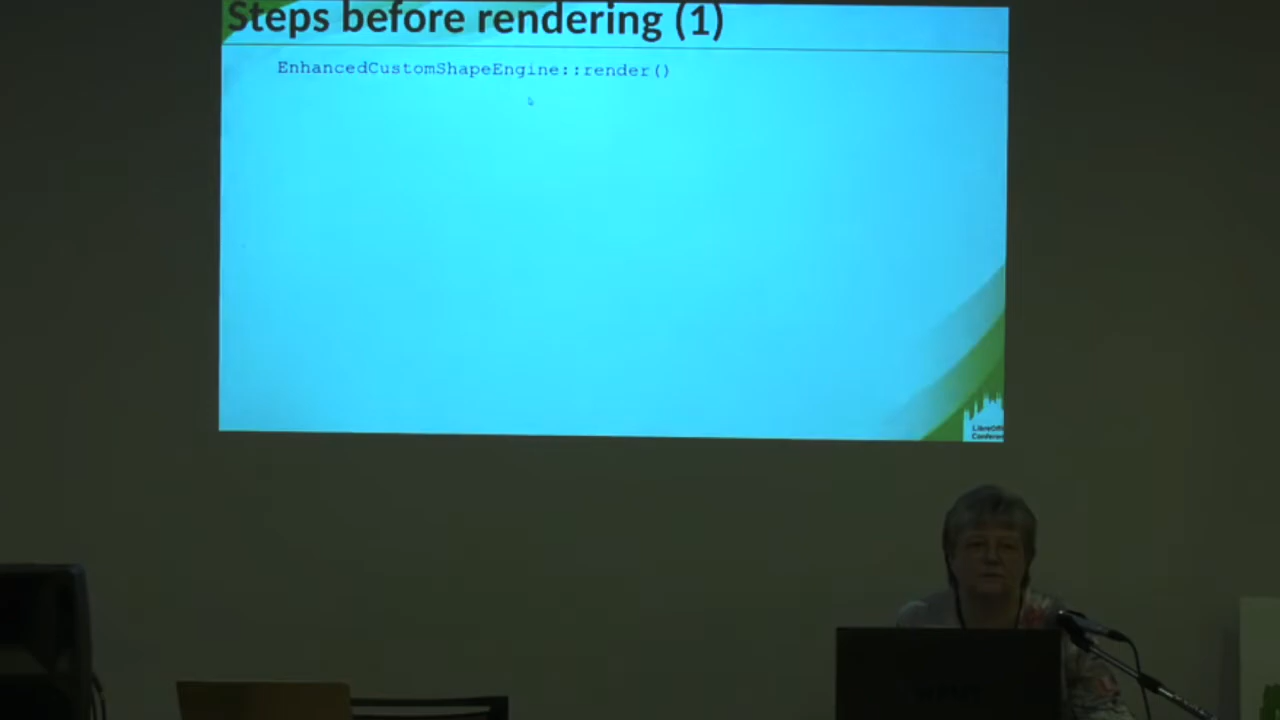 Steps before rendering (1)
EnhancedCustomShapeEngine::render()